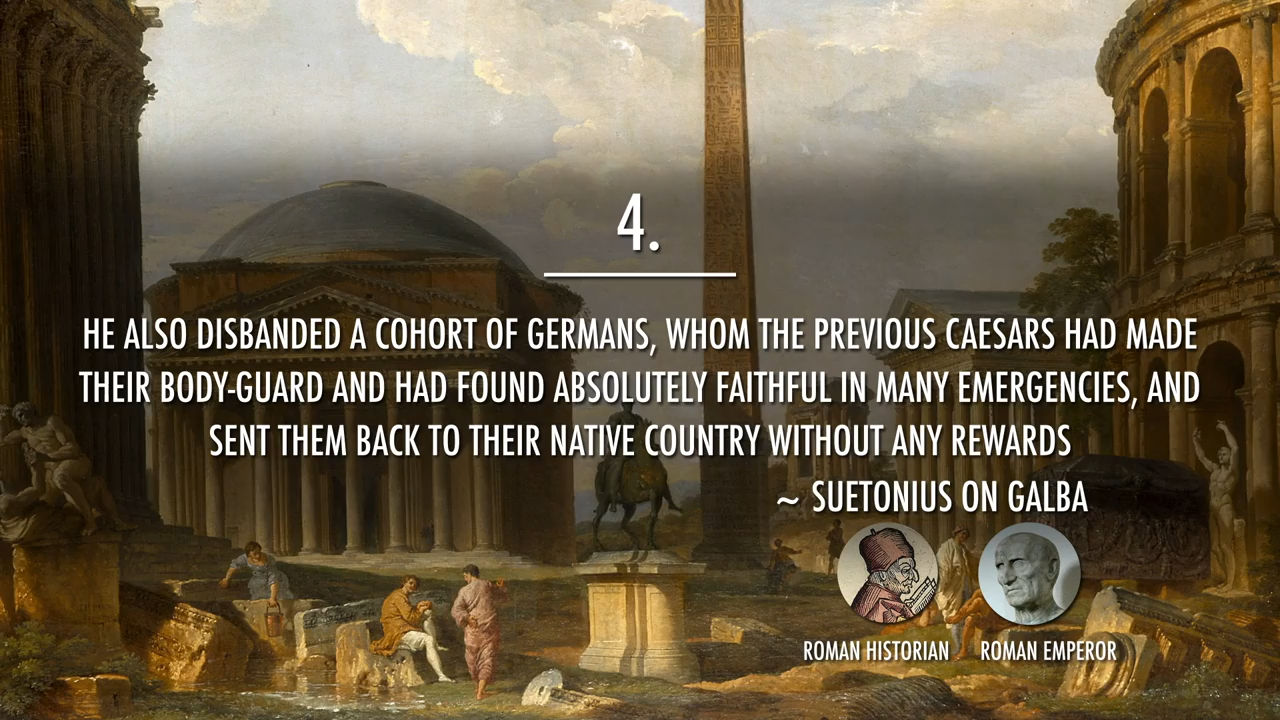 4.
HE ALSO DISBANDED A COHORT OF GERMANS, WHOM THE PREVIOUS CAESARS HAD MADE
THEIR BODY-GUARD AND HAD FOUND ABSOLUTELY FAITHFUL IN MANY EMERGENCIES, AND
SENT THEM BACK TO THEIR NATIVE COUNTRY WITHOUT ANY REWARDS
~ SUETONIUS ON GALBA
ROMAN HISTORIAN ROMAN EMPEROR